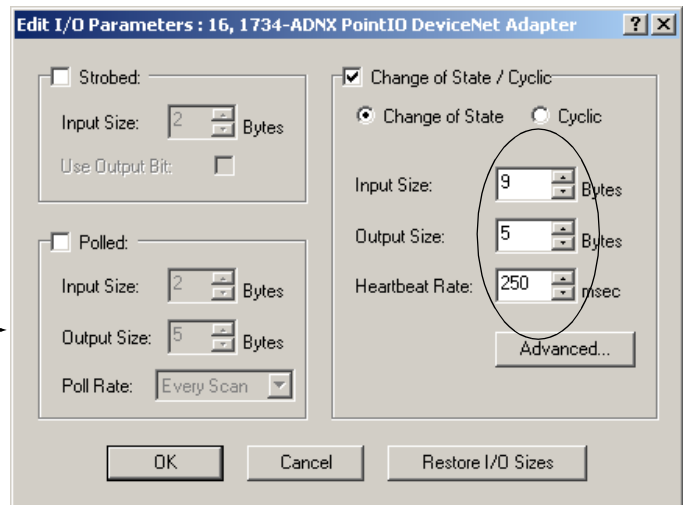 Edit I/O Parameters : 16, 1734-ADNX PointIO DeviceNet Adapter
Strobed:
Input Size: 2 Bytes
Use Output Bit:
Polled:
Input Size: 2 Bytes
Output Size: 5 Bytes
Poll Rate: Every Scan
Change of State / Cyclic
Change of State Cyclic
Input Size: 9 Bytes
Output Size: 5 Bytes
Heartbeat Rate: 250 msec
Advanced...
OK Cancel Restore I/O Sizes